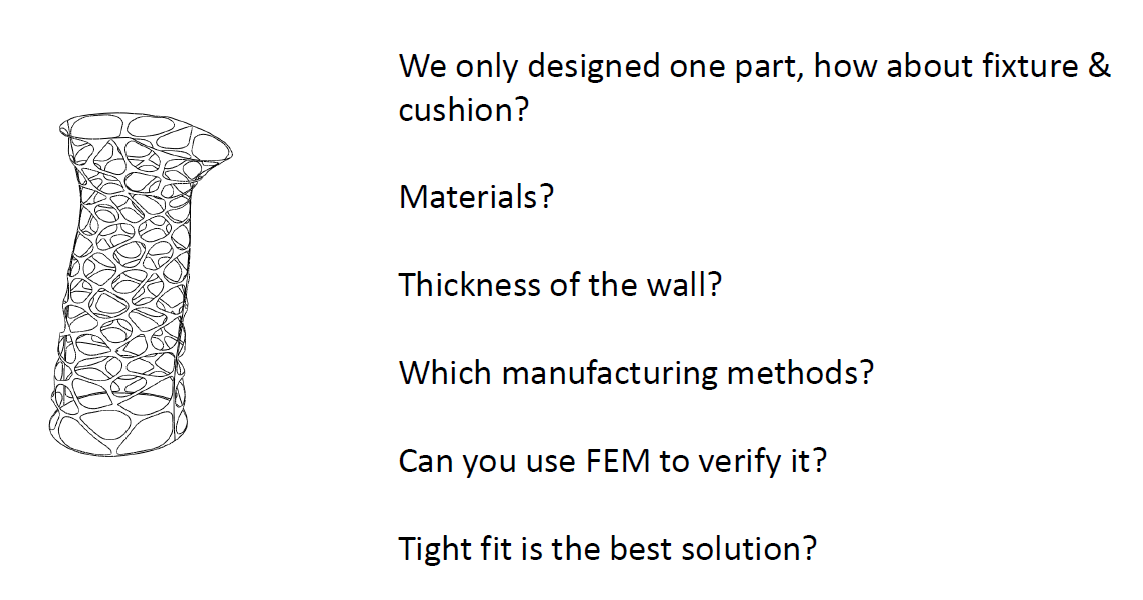 We only designed one part, how about fixture &
cushion?
Materials?
Thickness of the wall?
Which manufacturing methods?
Can you use FEM to verify it?
Tight fit is the best solution?